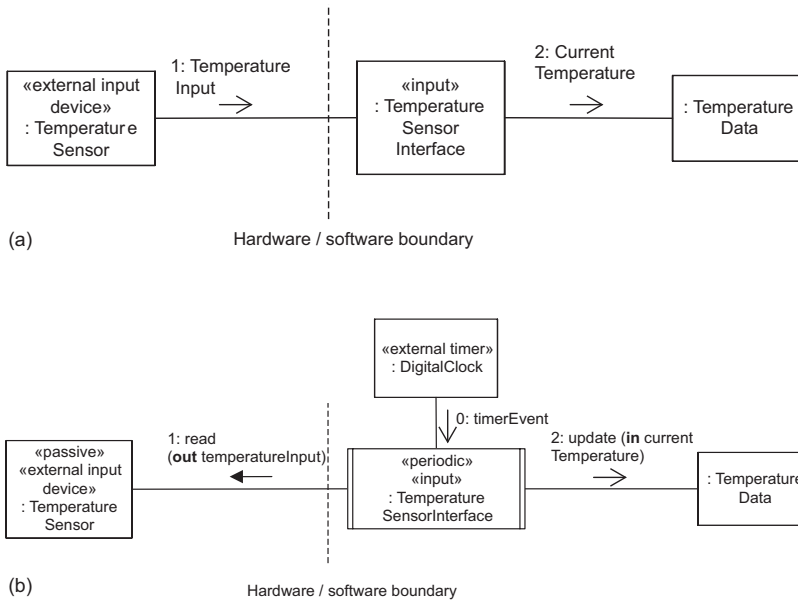 1: Temperature
Input
2: Current
Temperature
«external input
device»
: Temperature
Sensor
«input»
: Temperature
Sensor
Interface
: Temperature
Data
(a)
Hardware / software boundary
«external timer»
: DigitalClock
0: timerEvent
1: read
(out temperatureInput)
2: update (in current
Temperature)
«passive»
«external input
device»
: Temperature
Sensor
«periodic»
«input»
: Temperature
SensorInterface
: Temperature
Data
(b)
Hardware / software boundary